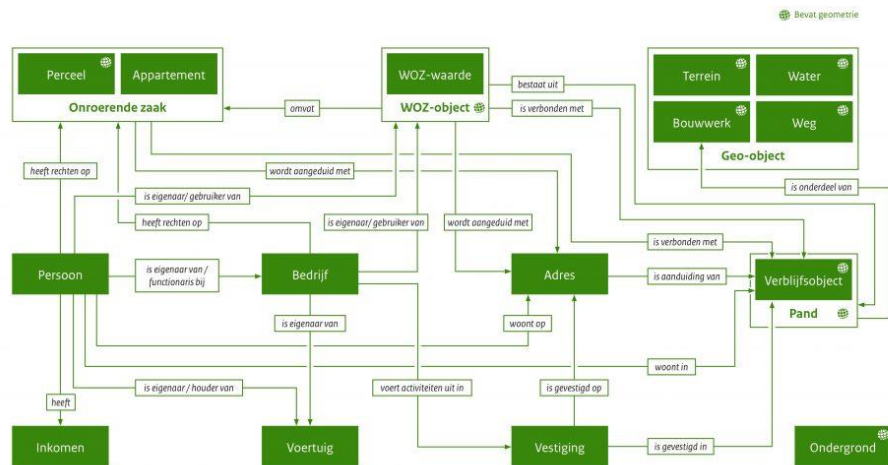 Bevat geometrie
Perceel
Appartement
Onroerende zaak
WOZ-waarde
WOZ-object
omvat
bestaat uit
is verbonden met
Terrein
Water
Bouwwerk
Weg
Geo-object
heeft rechten op
wordt aangeduid met
is eigenaar/ gebruiker van
heeft rechten op
is eigenaar/ gebruiker van
wordt aangeduid met
is onderdeel van
is verbonden met
Persoon
is eigenaar van /
functionaris bij
Bedrijf
Adres
is aanduiding van
Verblijfsobject
Pand
is eigenaar van
woont op
woont in
is eigenaar / houder van
voert activiteiten uit in
is gevestigd op
heeft
Inkomen
Voertuig
Vestiging
is gevestigd in
Ondergrond